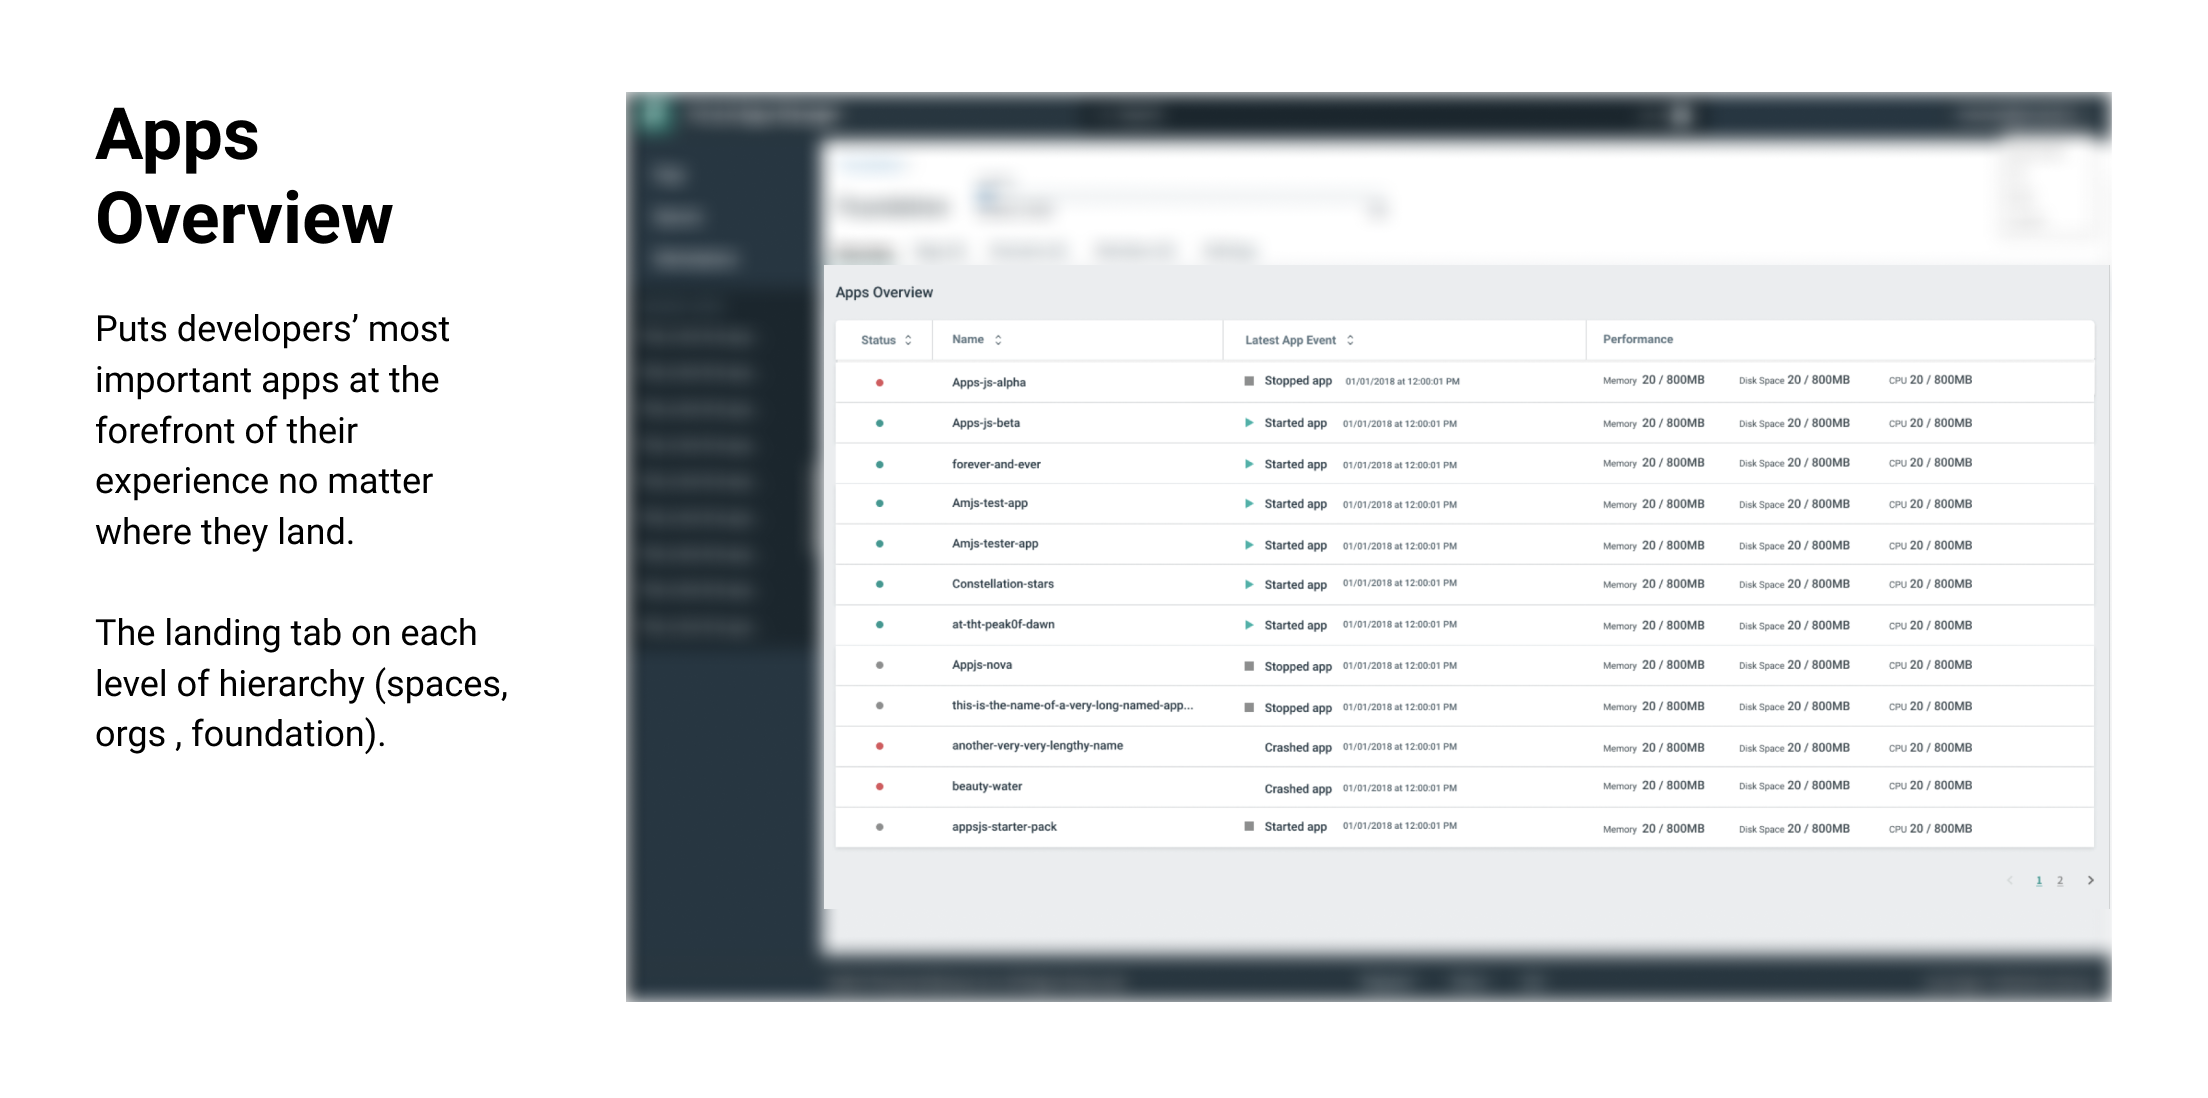 Apps
Overview
Puts developers’ most
important apps at the
forefront of their
experience no matter
where they land.
The landing tab on each
level of hierarchy (spaces,
orgs , foundation).
Apps Overview
Status Name Latest App Event Performance
Apps-js-alpha Stopped app 01/01/2018 at 12:00:01 PM Memory 20 / 800MB Disk Space 20 / 800MB CPU 20 / 800MB
Apps-js-beta Started app 01/01/2018 at 12:00:01 PM Memory 20 / 800MB Disk Space 20 / 800MB CPU 20 / 800MB
forever-and-ever Started app 01/01/2018 at 12:00:01 PM Memory 20 / 800MB Disk Space 20 / 800MB CPU 20 / 800MB
Amjs-test-app Started app 01/01/2018 at 12:00:01 PM Memory 20 / 800MB Disk Space 20 / 800MB CPU 20 / 800MB
Amjs-tester-app Started app 01/01/2018 at 12:00:01 PM Memory 20 / 800MB Disk Space 20 / 800MB CPU 20 / 800MB
Constellation-stars Started app 01/01/2018 at 12:00:01 PM Memory 20 / 800MB Disk Space 20 / 800MB CPU 20 / 800MB
at-tht-peak0f-dawn Started app 01/01/2018 at 12:00:01 PM Memory 20 / 800MB Disk Space 20 / 800MB CPU 20 / 800MB
Appjs-nova Stopped app 01/01/2018 at 12:00:01 PM Memory 20 / 800MB Disk Space 20 / 800MB CPU 20 / 800MB
this-is-the-name-of-a-very-long-named-app... Stopped app 01/01/2018 at 12:00:01 PM Memory 20 / 800MB Disk Space 20 / 800MB CPU 20 / 800MB
another-very-very-lengthy-name Crashed app 01/01/2018 at 12:00:01 PM Memory 20 / 800MB Disk Space 20 / 800MB CPU 20 / 800MB
beauty-water Crashed app 01/01/2018 at 12:00:01 PM Memory 20 / 800MB Disk Space 20 / 800MB CPU 20 / 800MB
appsjs-starter-pack Started app 01/01/2018 at 12:00:01 PM Memory 20 / 800MB Disk Space 20 / 800MB CPU 20 / 800MB
1 2